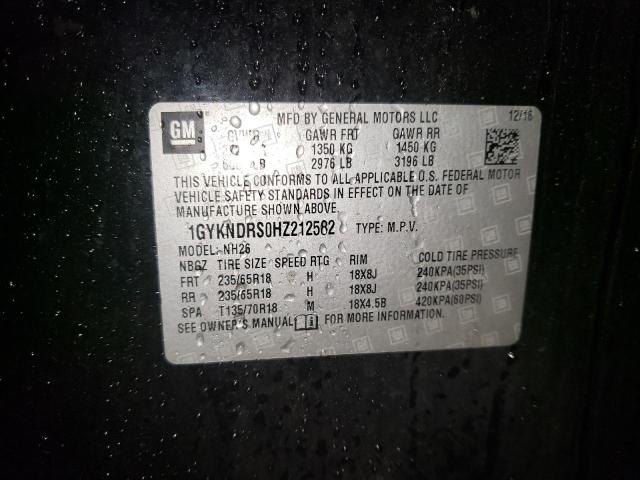 GM
MFD BY GENERAL MOTORS LLC 12/16
GAWR FRT GAWR RR
1350 KG 1450 KG
2976 LB 3196 LB
THIS VEHICLE CONFORMS TO ALL APPLICABLE U.S. FEDERAL MOTOR
VEHICLE SAFETY STANDARDS IN EFFECT ON THE DATE OF
MANUFACTURE SHOWN ABOVE.
1GYKNDRS0HZ212582 TYPE: M.P.V.
MODEL: NH26
NBGZ TIRE SIZE SPEED RTG RIM COLD TIRE PRESSURE
FRT 235/65R18 H 18X8J 240KPA(35PSI)
RR 235/65R18 H 18X8J 240KPA(35PSI)
SPA T135/70R18 M 18X4.5B 420KPA(60PSI)
SEE OWNER'S MANUAL FOR MORE INFORMATION.